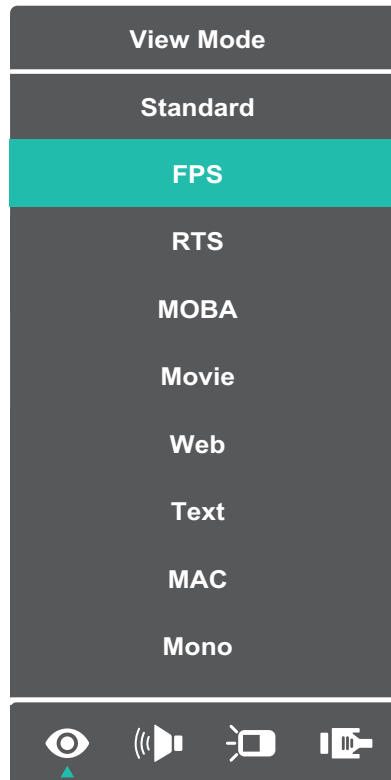 View Mode
Standard
FPS
RTS
MOBA
Movie
Web
Text
MAC
Mono